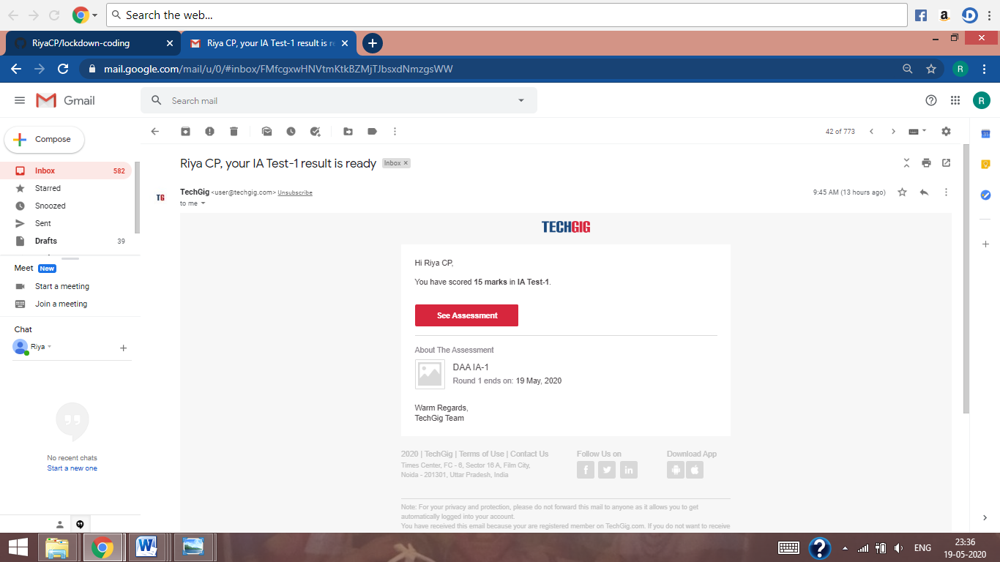 Search the web...
RiyaCP/lockdown-coding
Riya CP, your IA Test-1 result is re
mail.google.com/mail/u/0/#inbox/FMfcgxwHNVtmKtkBZMjTJbsxdNmzgsWW
R
Gmail
Search mail
R
Compose
42 of 773
Inbox 582
Starred
Snoozed
Sent
Drafts 39
Meet New
Start a meeting
Join a meeting
Chat
Riya
No recent chats
Start a new one
Riya CP, your IA Test-1 result is ready Inbox x
TG
TechGig <user@techgig.com> Unsubscribe
9:45 AM (13 hours ago)
to me
TECHGIG
Hi Riya CP,
You have scored 15 marks in IA Test-1.
See Assessment
About The Assessment
DAA IA-1
Round 1 ends on: 19 May, 2020
Warm Regards,
TechGig Team
2020 | TechGig | Terms of Use | Contact Us
Times Center, FC - 6, Sector 16 A, Film City,
Noida - 201301, Uttar Pradesh, India
Follow Us on
Download App
Note: For your privacy and protection, please do not forward this mail to anyone as it allows you to get
automatically logged into your account.
You have received this email because your are registered member on TechGig.com. If you do not want to receive
ENG
23:36
19-05-2020